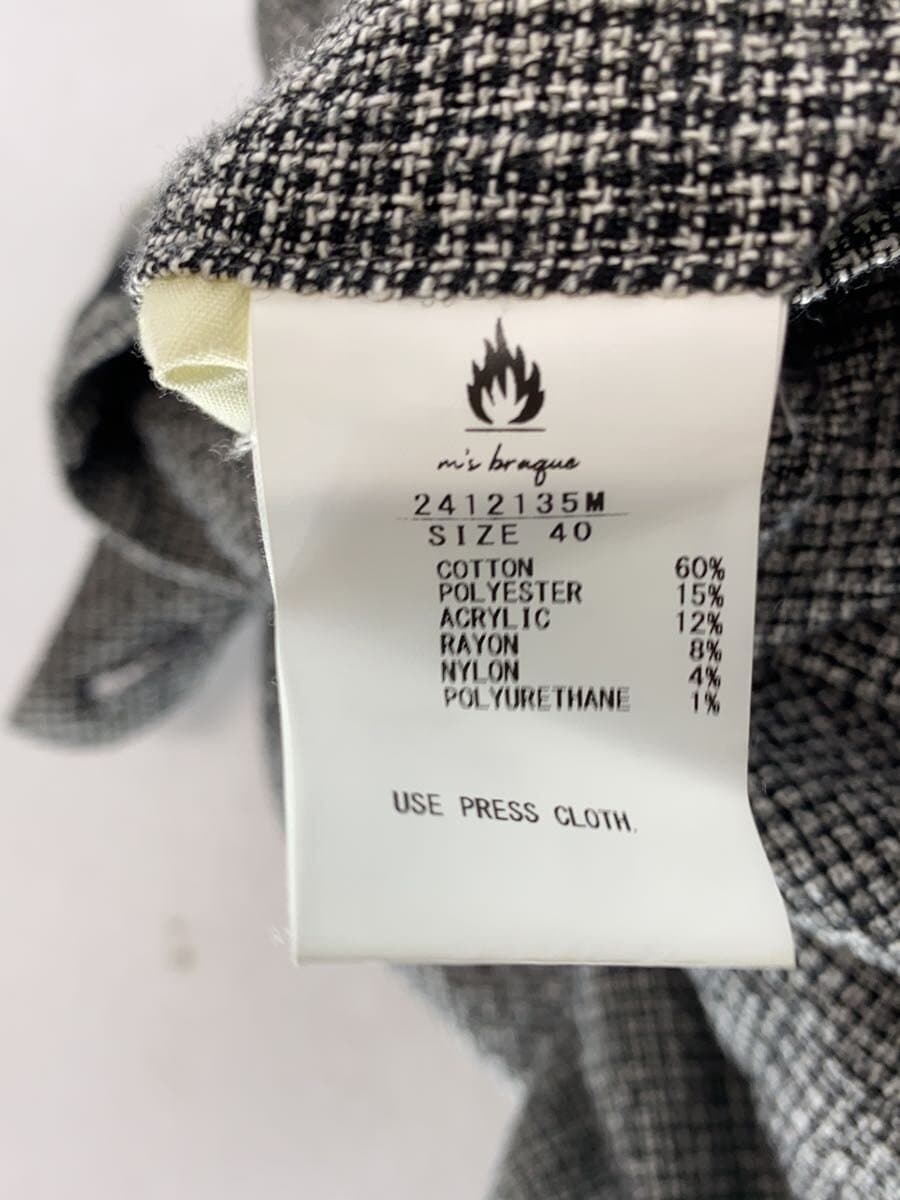 m's braque
2412135M
SIZE 40
COTTON 60%
POLYESTER 15%
ACRYLIC 12%
RAYON 8%
NYLON 4%
POLYURETHANE 1%
USE PRESS CLOTH.